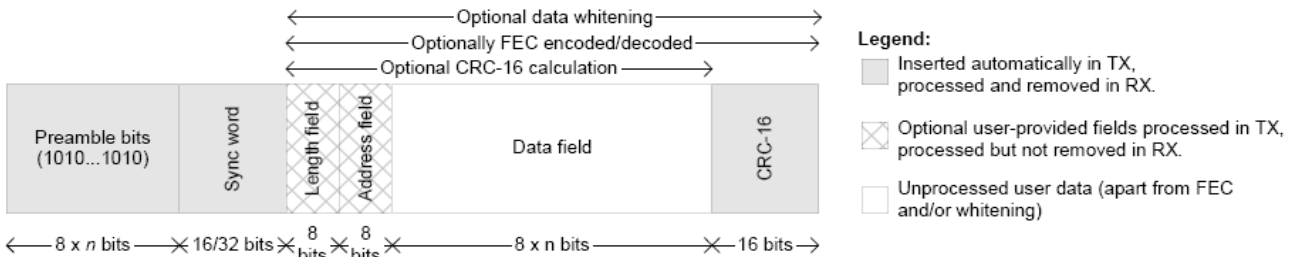 Optional data whitening
Optionally FEC encoded/decoded
Optional CRC-16 calculation
Preamble bits
(1010...1010)
Sync word
Length field
Address field
Data field
CRC-16
8 x n bits
16/32 bits
8
bits
8
bits
8 x n bits
16 bits
Legend:
Inserted automatically in TX,
processed and removed in RX.
Optional user-provided fields processed in TX,
processed but not removed in RX.
Unprocessed user data (apart from FEC
and/or whitening)